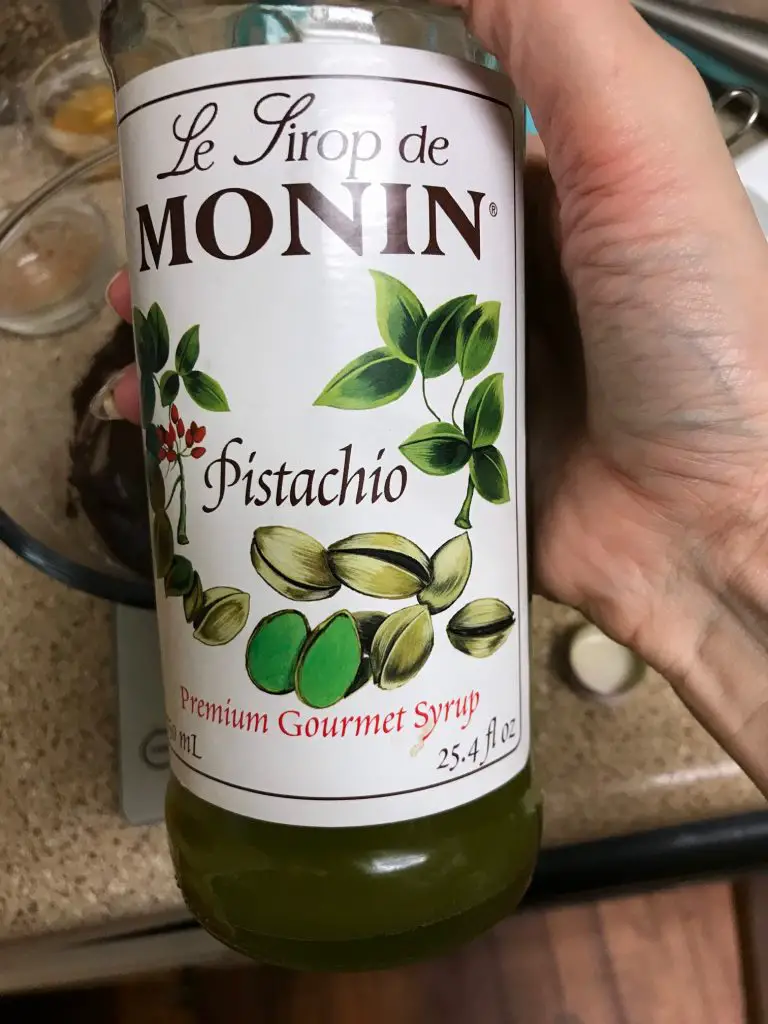 Le Sirop de
MONIN®
Pistachio
Premium Gourmet Syrup
mL
25.4 fl oz